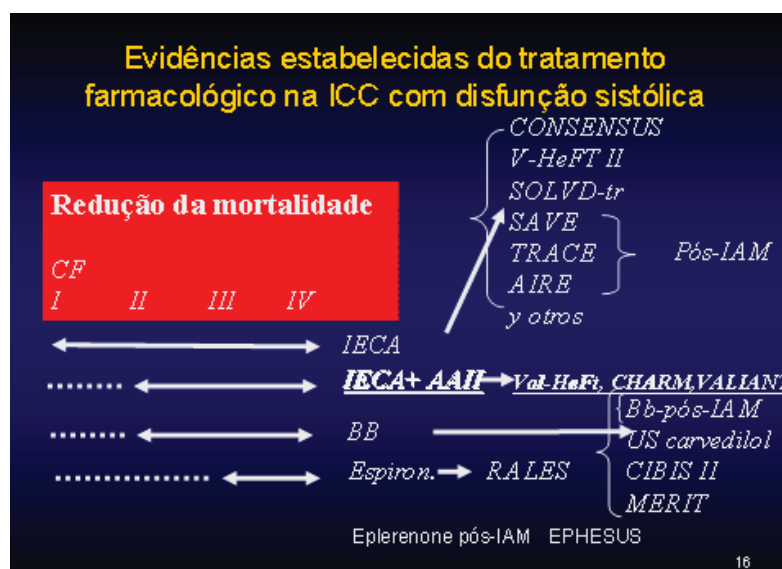 Evidências estabelecidas do tratamento
farmacológico na ICC com disfunção sistólica
CONSENSUS
V-HeFT II
SOLVD-tr
SAVE
TRACE
AIRE
y otros
Pós-IAM
Redução da mortalidade
CF
I II III IV
IECA
IECA+ AAII Val-HeFt, CHARM,VALIANT
BB
Bb-pós-IAM
US carvedilol
CIBIS II
MERIT
Espiron. RALES
Eplerenone pós-IAM EPHESUS
16